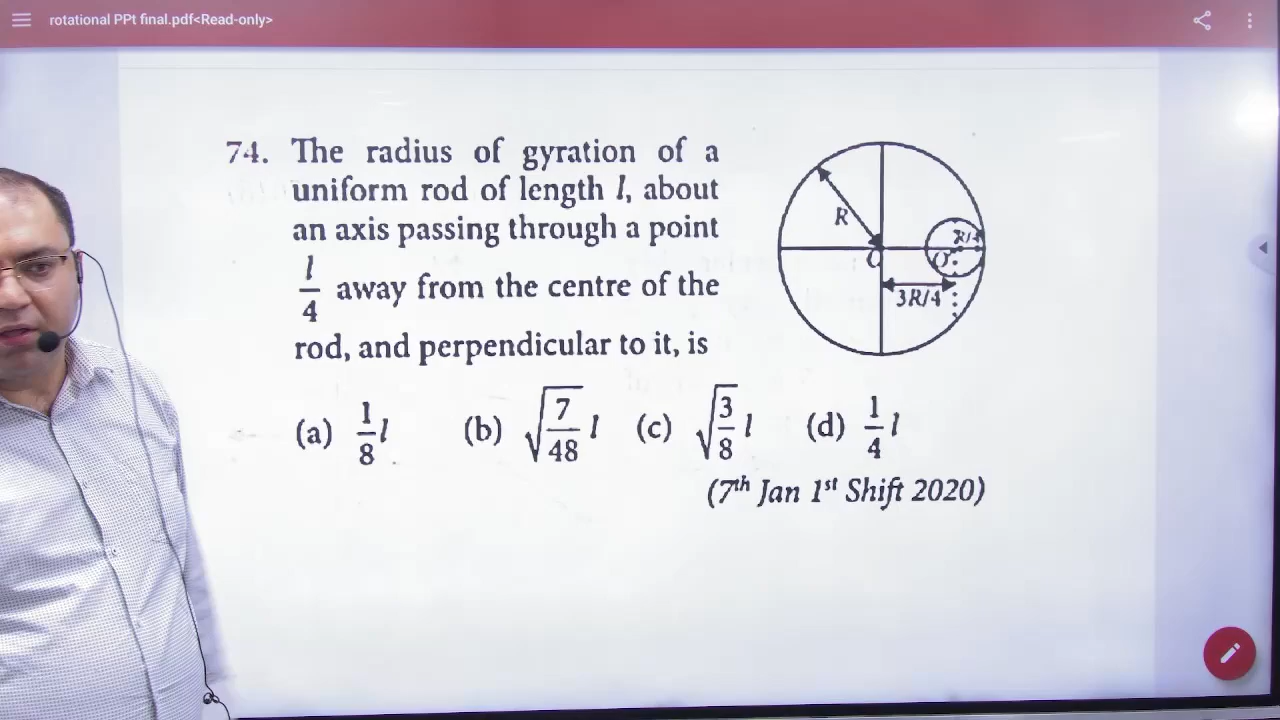 rotational PPt final.pdf<Read-only>
74. The radius of gyration of a
uniform rod of length l, about
an axis passing through a point
l/4 away from the centre of the
rod, and perpendicular to it, is
(a) 1/8 l (b) √(7/48) l (c) √(3/8) l (d) 1/4 l
(7th Jan 1st Shift 2020)
R
O
3R/4